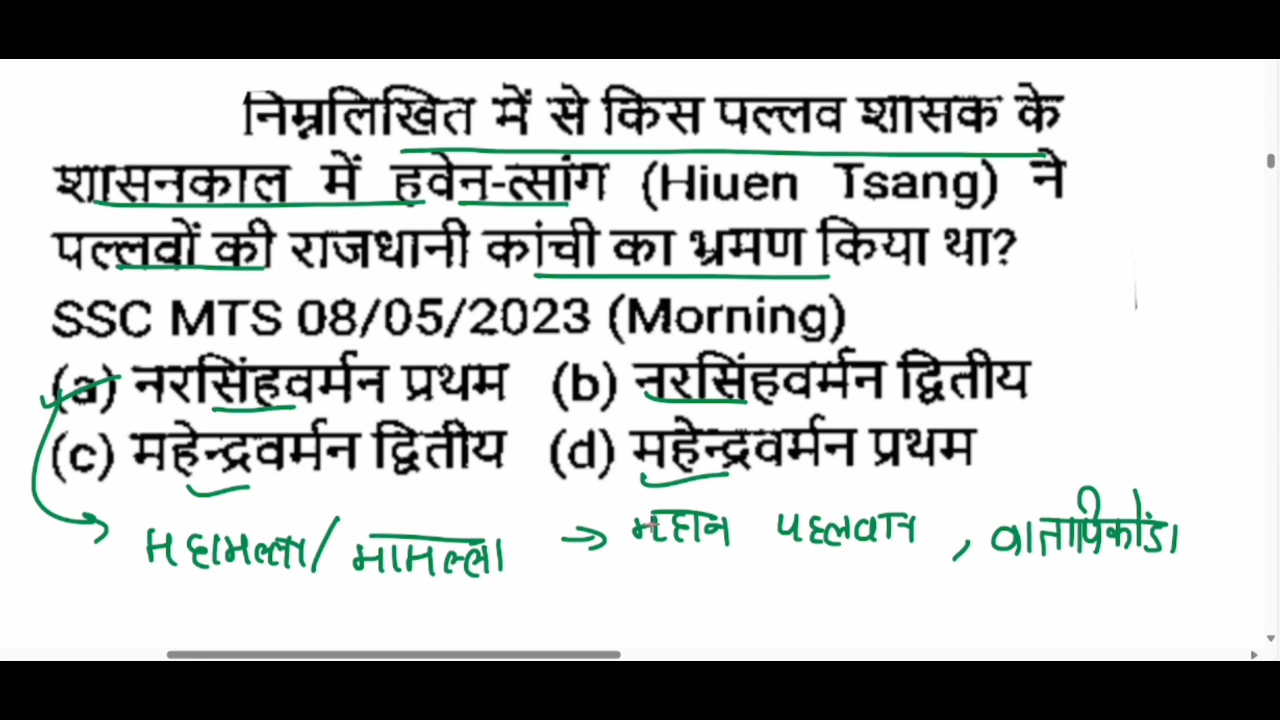 निम्नलिखित में से किस पल्लव शासक के
शासनकाल में हवेन-त्सांग (Hiuen Tsang) ने
पल्लवों की राजधानी कांची का भ्रमण किया था?
SSC MTS 08/05/2023 (Morning)
(a) नरसिंहवर्मन प्रथम (b) नरसिंहवर्मन द्वितीय
(c) महेन्द्रवर्मन द्वितीय (d) महेन्द्रवर्मन प्रथम
महामल्ला/मामल्ला → महान पहलवान , वातापिकोंडा